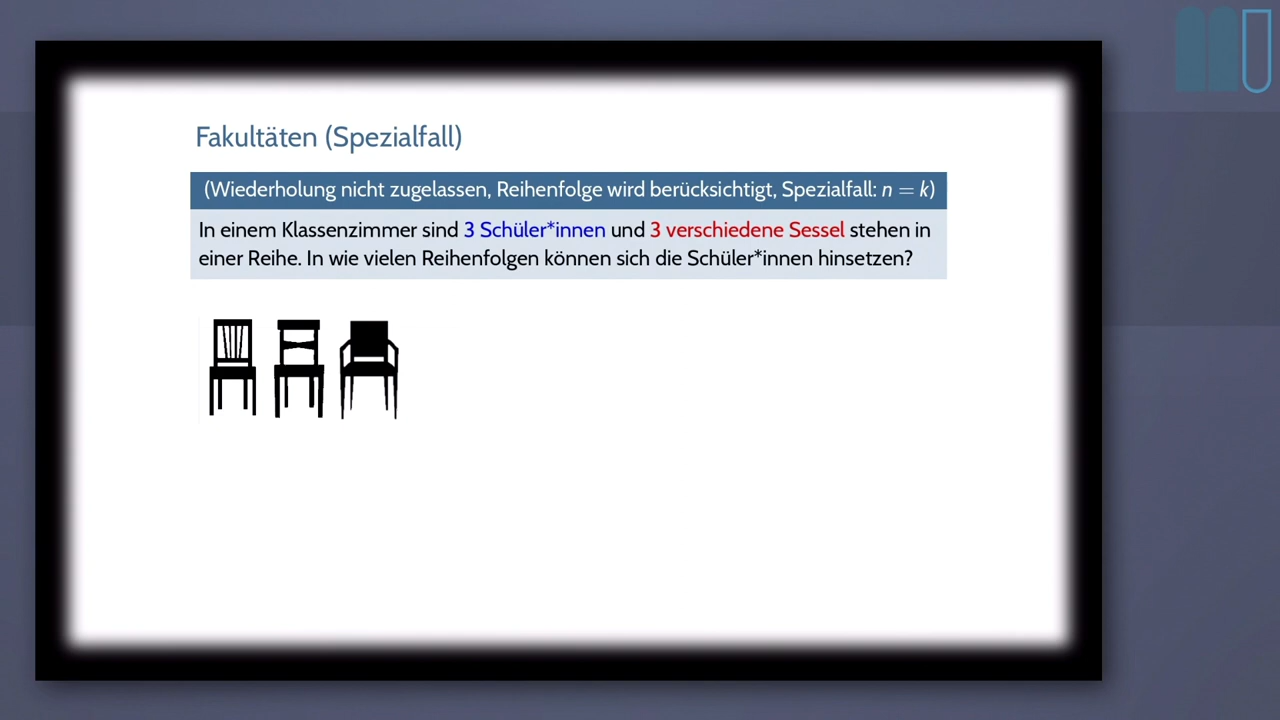 Fakultäten (Spezialfall)
(Wiederholung nicht zugelassen, Reihenfolge wird berücksichtigt, Spezialfall: n = k)
In einem Klassenzimmer sind 3 Schüler*innen und 3 verschiedene Sessel stehen in
einer Reihe. In wie vielen Reihenfolgen können sich die Schüler*innen hinsetzen?